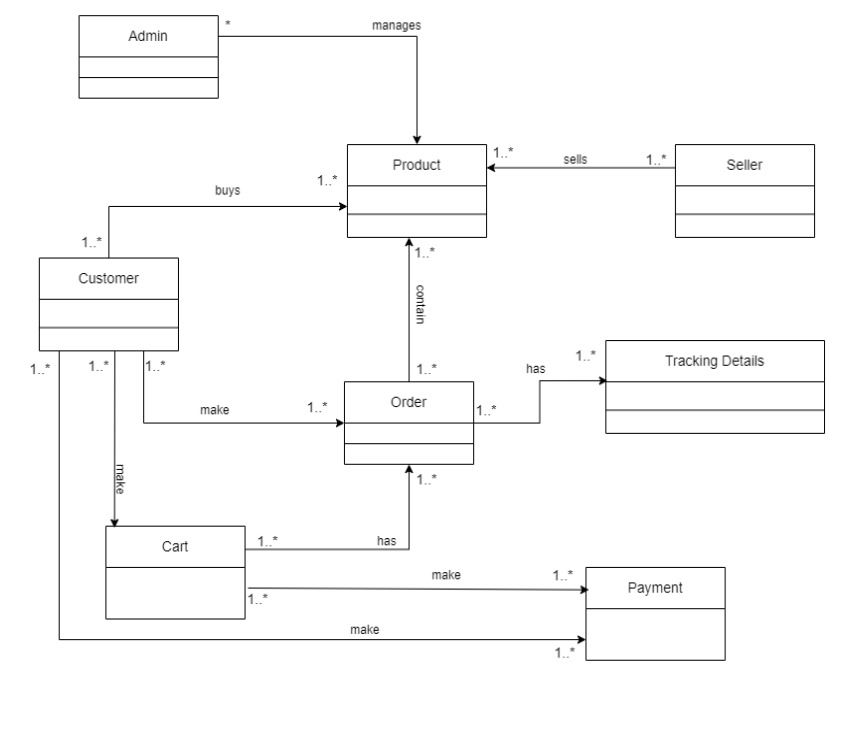 manages
*
Admin
1..*
1..*
sells
Product
Seller
1..*
buys
1..*
1..*
Customer
contain
1..*
Tracking Details
1..*
1..*
1..*
1..*
has
Order
1..*
make
1..*
make
1..*
1..*
has
Cart
make
1..*
Payment
1..*
make
1..*